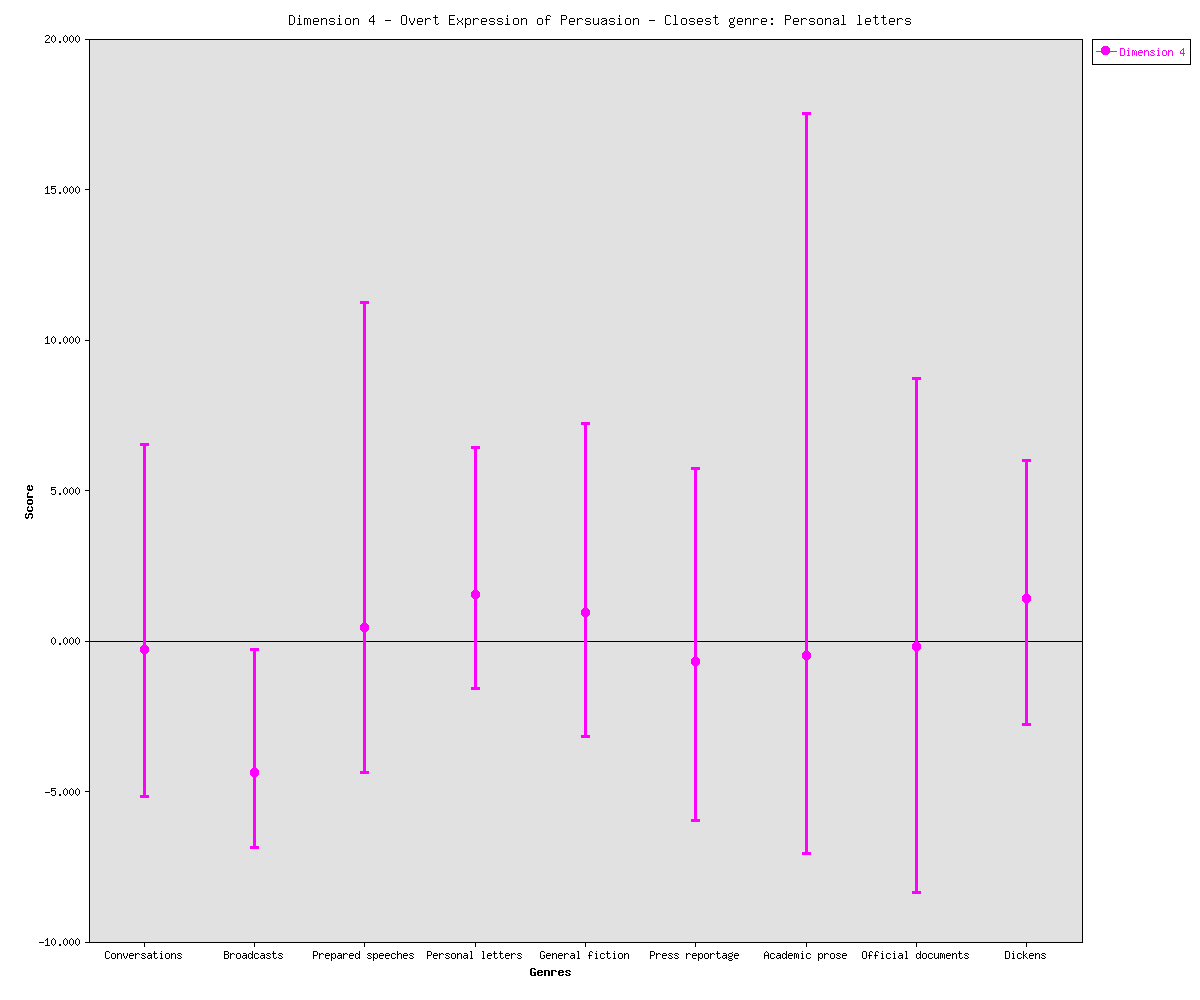 Dimension 4 - Overt Expression of Persuasion - Closest genre: Personal letters
20.000
15.000
10.000
5.000
0.000
-5.000
-10.000
Score
Conversations Broadcasts Prepared speeches Personal letters General fiction Press reportage Academic prose Official documents Dickens
Genres
Dimension 4